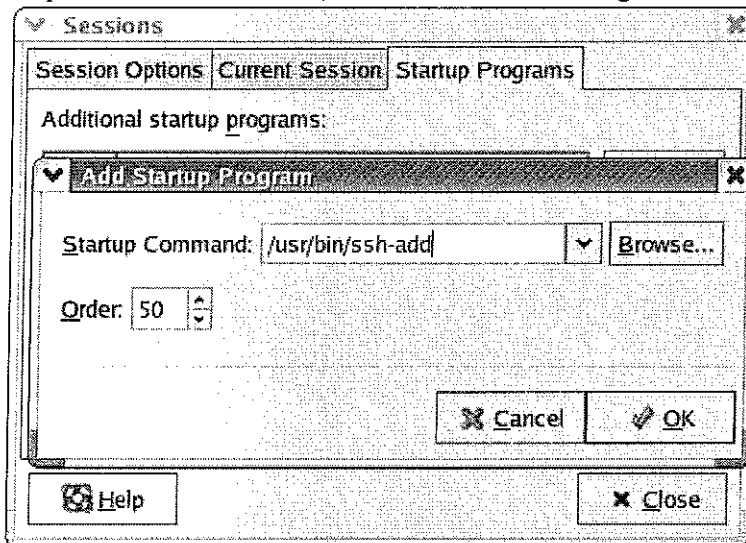 Sessions
Session Options Current Session Startup Programs
Additional startup programs:
Add Startup Program
Startup Command: /usr/bin/ssh-add Browse...
Order: 50
Cancel OK
Help Close